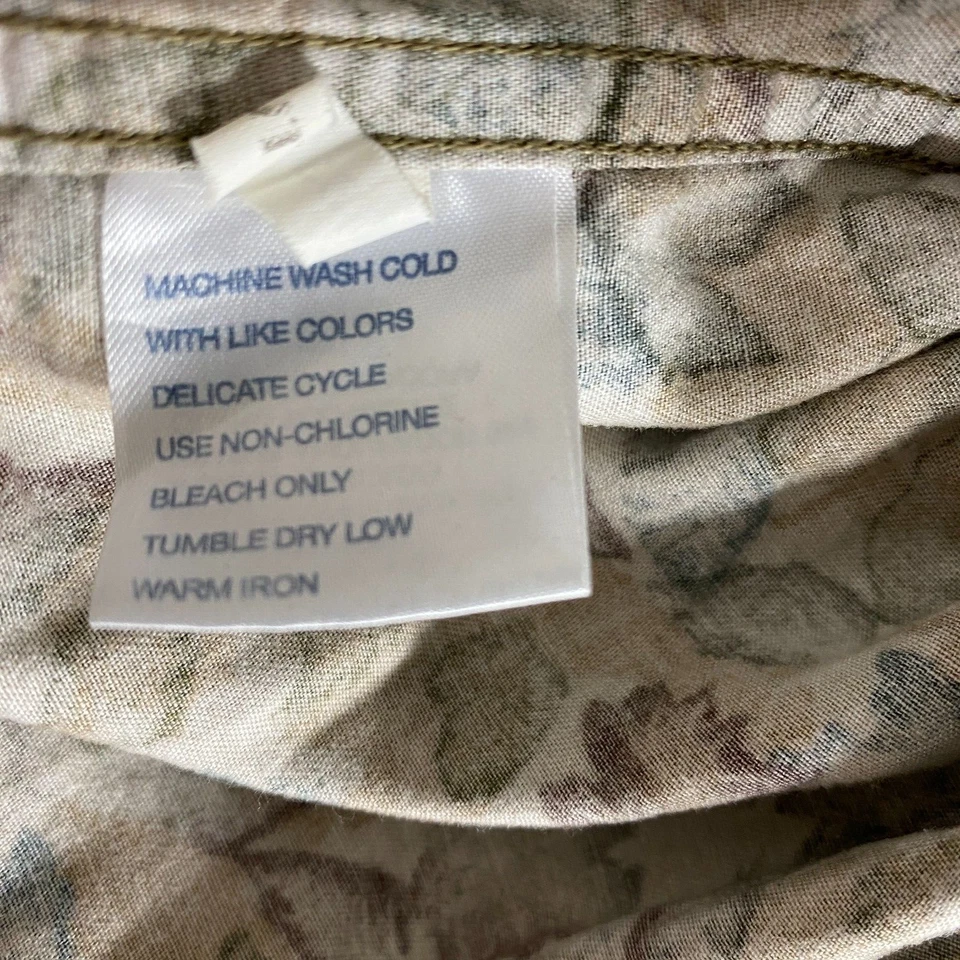 MACHINE WASH COLD
WITH LIKE COLORS
DELICATE CYCLE
USE NON-CHLORINE
BLEACH ONLY
TUMBLE DRY LOW
WARM IRON